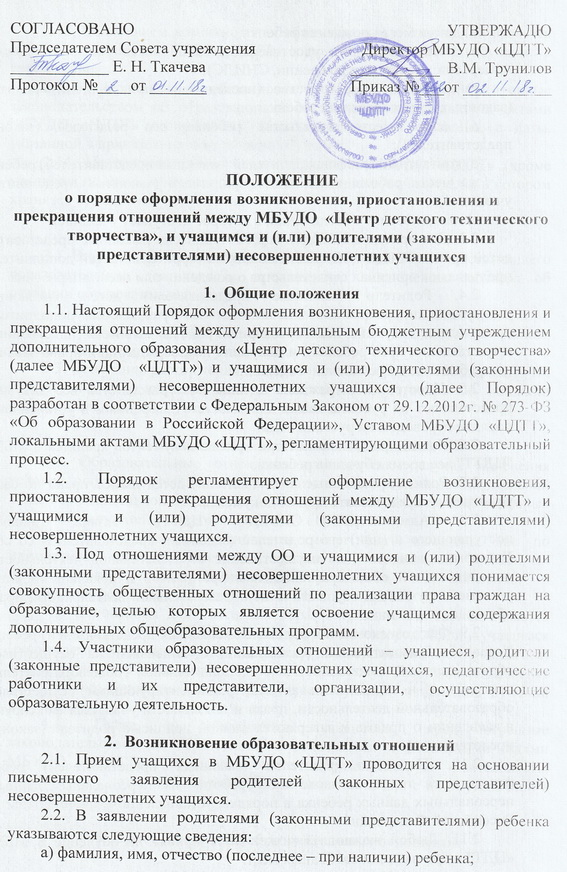 СОГЛАСОВАНО УТВЕРЖДАЮ
Председателем Совета учреждения Директор МБУДО «ЦДТТ»
Е. Н. Ткачева В.М. Трунилов
Протокол № 2 от 01.11.18г Приказ № от 02.11.18г.
МБУДО
"ЦДТТ"
ПОЛОЖЕНИЕ
о порядке оформления возникновения, приостановления и
прекращения отношений между МБУДО «Центр детского технического
творчества», и учащимся и (или) родителями (законными
представителями) несовершеннолетних учащихся
1. Общие положения
1.1. Настоящий Порядок оформления возникновения, приостановления и
прекращения отношений между муниципальным бюджетным учреждением
дополнительного образования «Центр детского технического творчества»
(далее МБУДО «ЦДТТ») и учащимися и (или) родителями (законными
представителями) несовершеннолетних учащихся (далее Порядок)
разработан в соответствии с Федеральным Законом от 29.12.2012г. № 273-ФЗ
«Об образовании в Российской Федерации», Уставом МБУДО «ЦДТТ»,
локальными актами МБУДО «ЦДТТ», регламентирующими образовательный
процесс.
1.2. Порядок регламентирует оформление возникновения,
приостановления и прекращения отношений между МБУДО «ЦДТТ» и
учащимися и (или) родителями (законными представителями)
несовершеннолетних учащихся.
1.3. Под отношениями между ОО и учащимися и (или) родителями
(законными представителями) несовершеннолетних учащихся понимается
совокупность общественных отношений по реализации права граждан на
образование, целью которых является освоение учащимся содержания
дополнительных общеобразовательных программ.
1.4. Участники образовательных отношений – учащиеся, родители
(законные представители) несовершеннолетних учащихся, педагогические
работники и их представители, организации, осуществляющие
образовательную деятельность.
2. Возникновение образовательных отношений
2.1. Прием учащихся в МБУДО «ЦДТТ» проводится на основании
письменного заявления родителей (законных представителей)
несовершеннолетних учащихся.
2.2. В заявлении родителями (законными представителями) ребенка
указываются следующие сведения:
а) фамилия, имя, отчество (последнее – при наличии) ребенка;